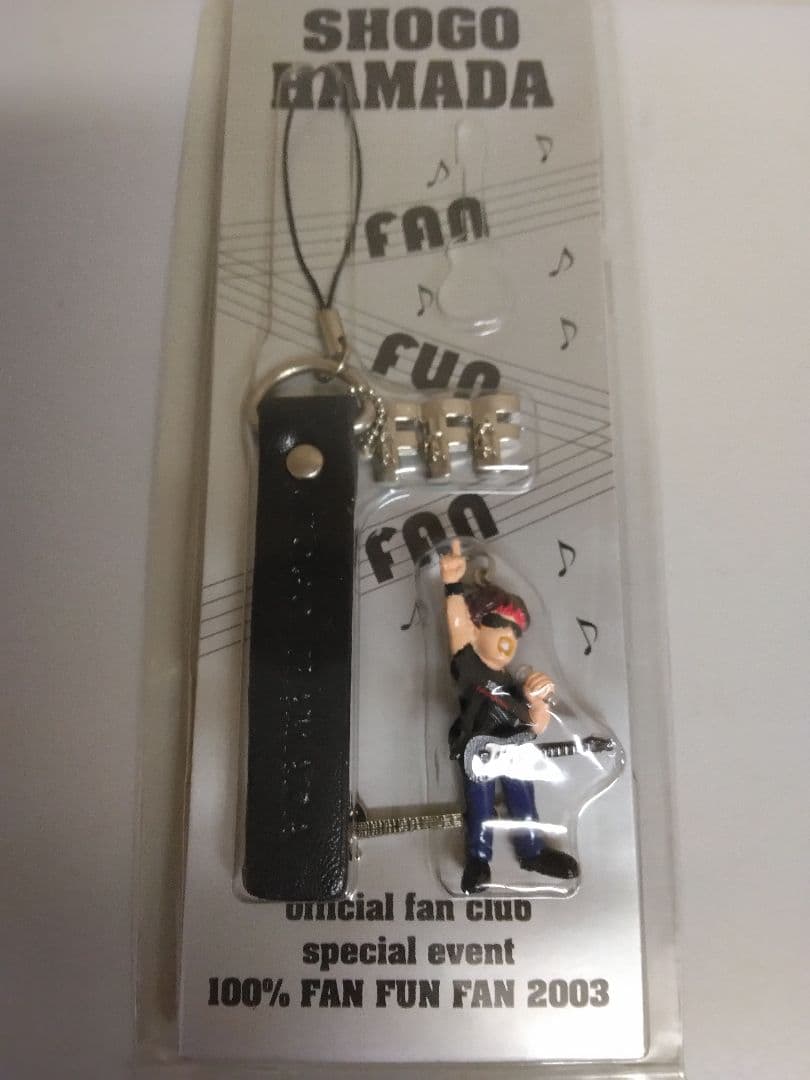 SHOGO
HAMADA
FAN
FUN
FFF
FAN
official fan club
special event
100% FAN FUN FAN 2003